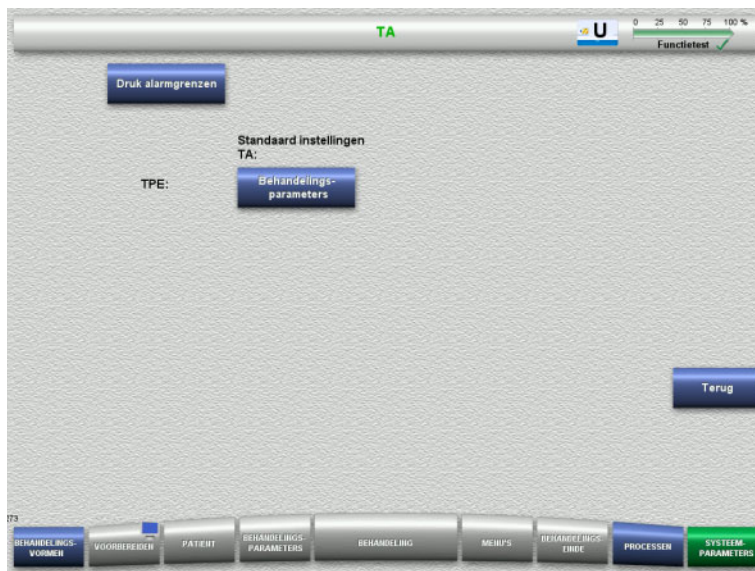 TA
U
0 25 50 75 100 %
Functietest
Druk alarmgrenzen
Standaard instellingen
TA:
TPE:
Behandelings-
parameters
Terug
273
BEHANDELINGS-
VORMEN
VOORBEREIDEN
PATIENT
BEHANDELINGS-
PARAMETERS
BEHANDELING
MENU'S
BEHANDELINGS
EINDE
PROCESSEN
SYSTEEM-
PARAMETERS